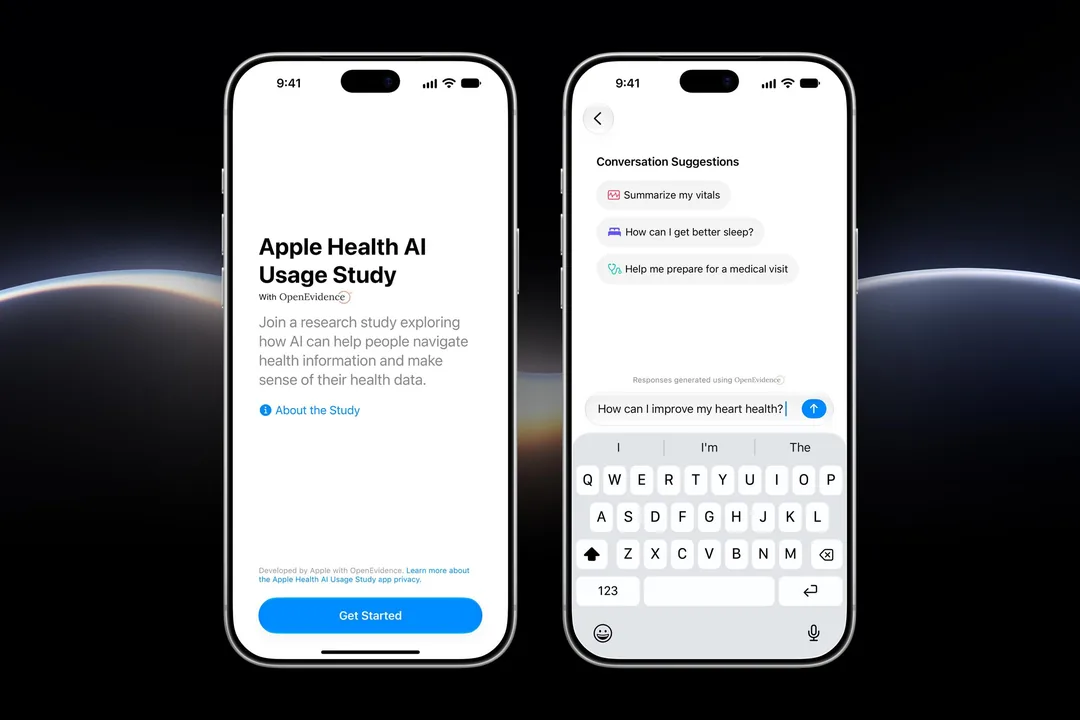 9:41
Apple Health AI
Usage Study
With OpenEvidence
Join a research study exploring
how AI can help people navigate
health information and make
sense of their health data.
About the Study
Developed by Apple with OpenEvidence. Learn more about
the Apple Health AI Usage Study app privacy.
Get Started
9:41
Conversation Suggestions
Summarize my vitals
How can I get better sleep?
Help me prepare for a medical visit
Responses generated using OpenEvidence
How can I improve my heart health?
I I'm The
Q W E R T Y U I O P
A S D F G H J K L
Z X C V B N M
123